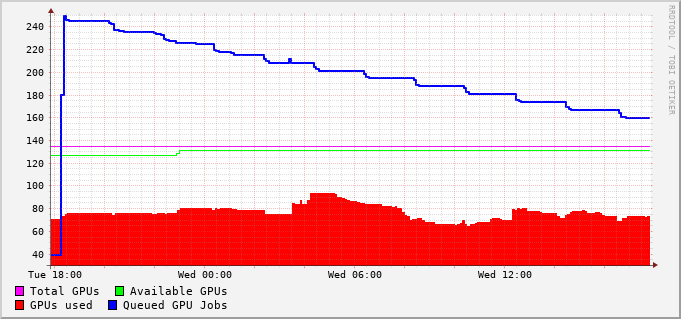 240
220
200
180
160
140
120
100
80
60
40
Tue 18:00 Wed 00:00 Wed 06:00 Wed 12:00
Total GPUs Available GPUs
GPUs used Queued GPU Jobs
RRDTOOL / TOBI OETIKER